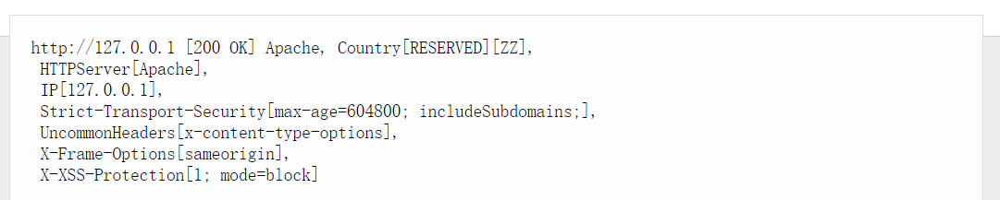 http://127.0.0.1 [200 OK] Apache, Country[RESERVED][ZZ],
HTTPServer[Apache],
IP[127.0.0.1],
Strict-Transport-Security[max-age=604800; includeSubdomains;],
UncommonHeaders[x-content-type-options],
X-Frame-Options[sameorigin],
X-XSS-Protection[1; mode=block]